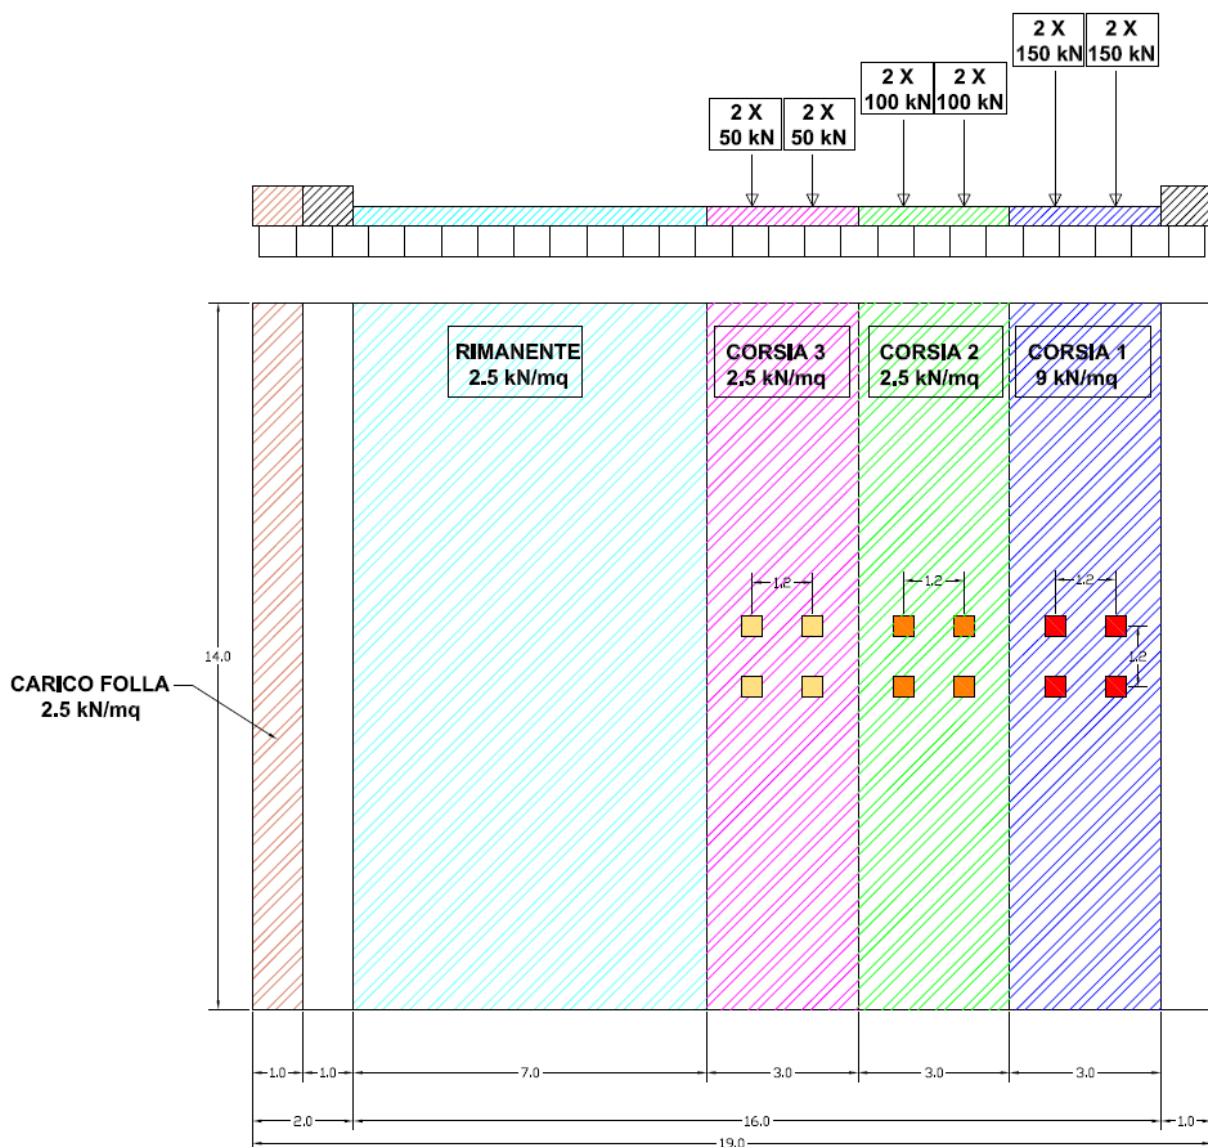 2 X
150 kN
2 X
150 kN
2 X
100 kN
2 X
100 kN
2 X
50 kN
2 X
50 kN
RIMANENTE
2.5 kN/mq
CORSIA 3
2.5 kN/mq
CORSIA 2
2.5 kN/mq
CORSIA 1
9 kN/mq
1.2
1.2
1.2
1.2
14.0
CARICO FOLLA
2.5 kN/mq
1.0
1.0
7.0
3.0
3.0
3.0
2.0
16.0
1.0
19.0